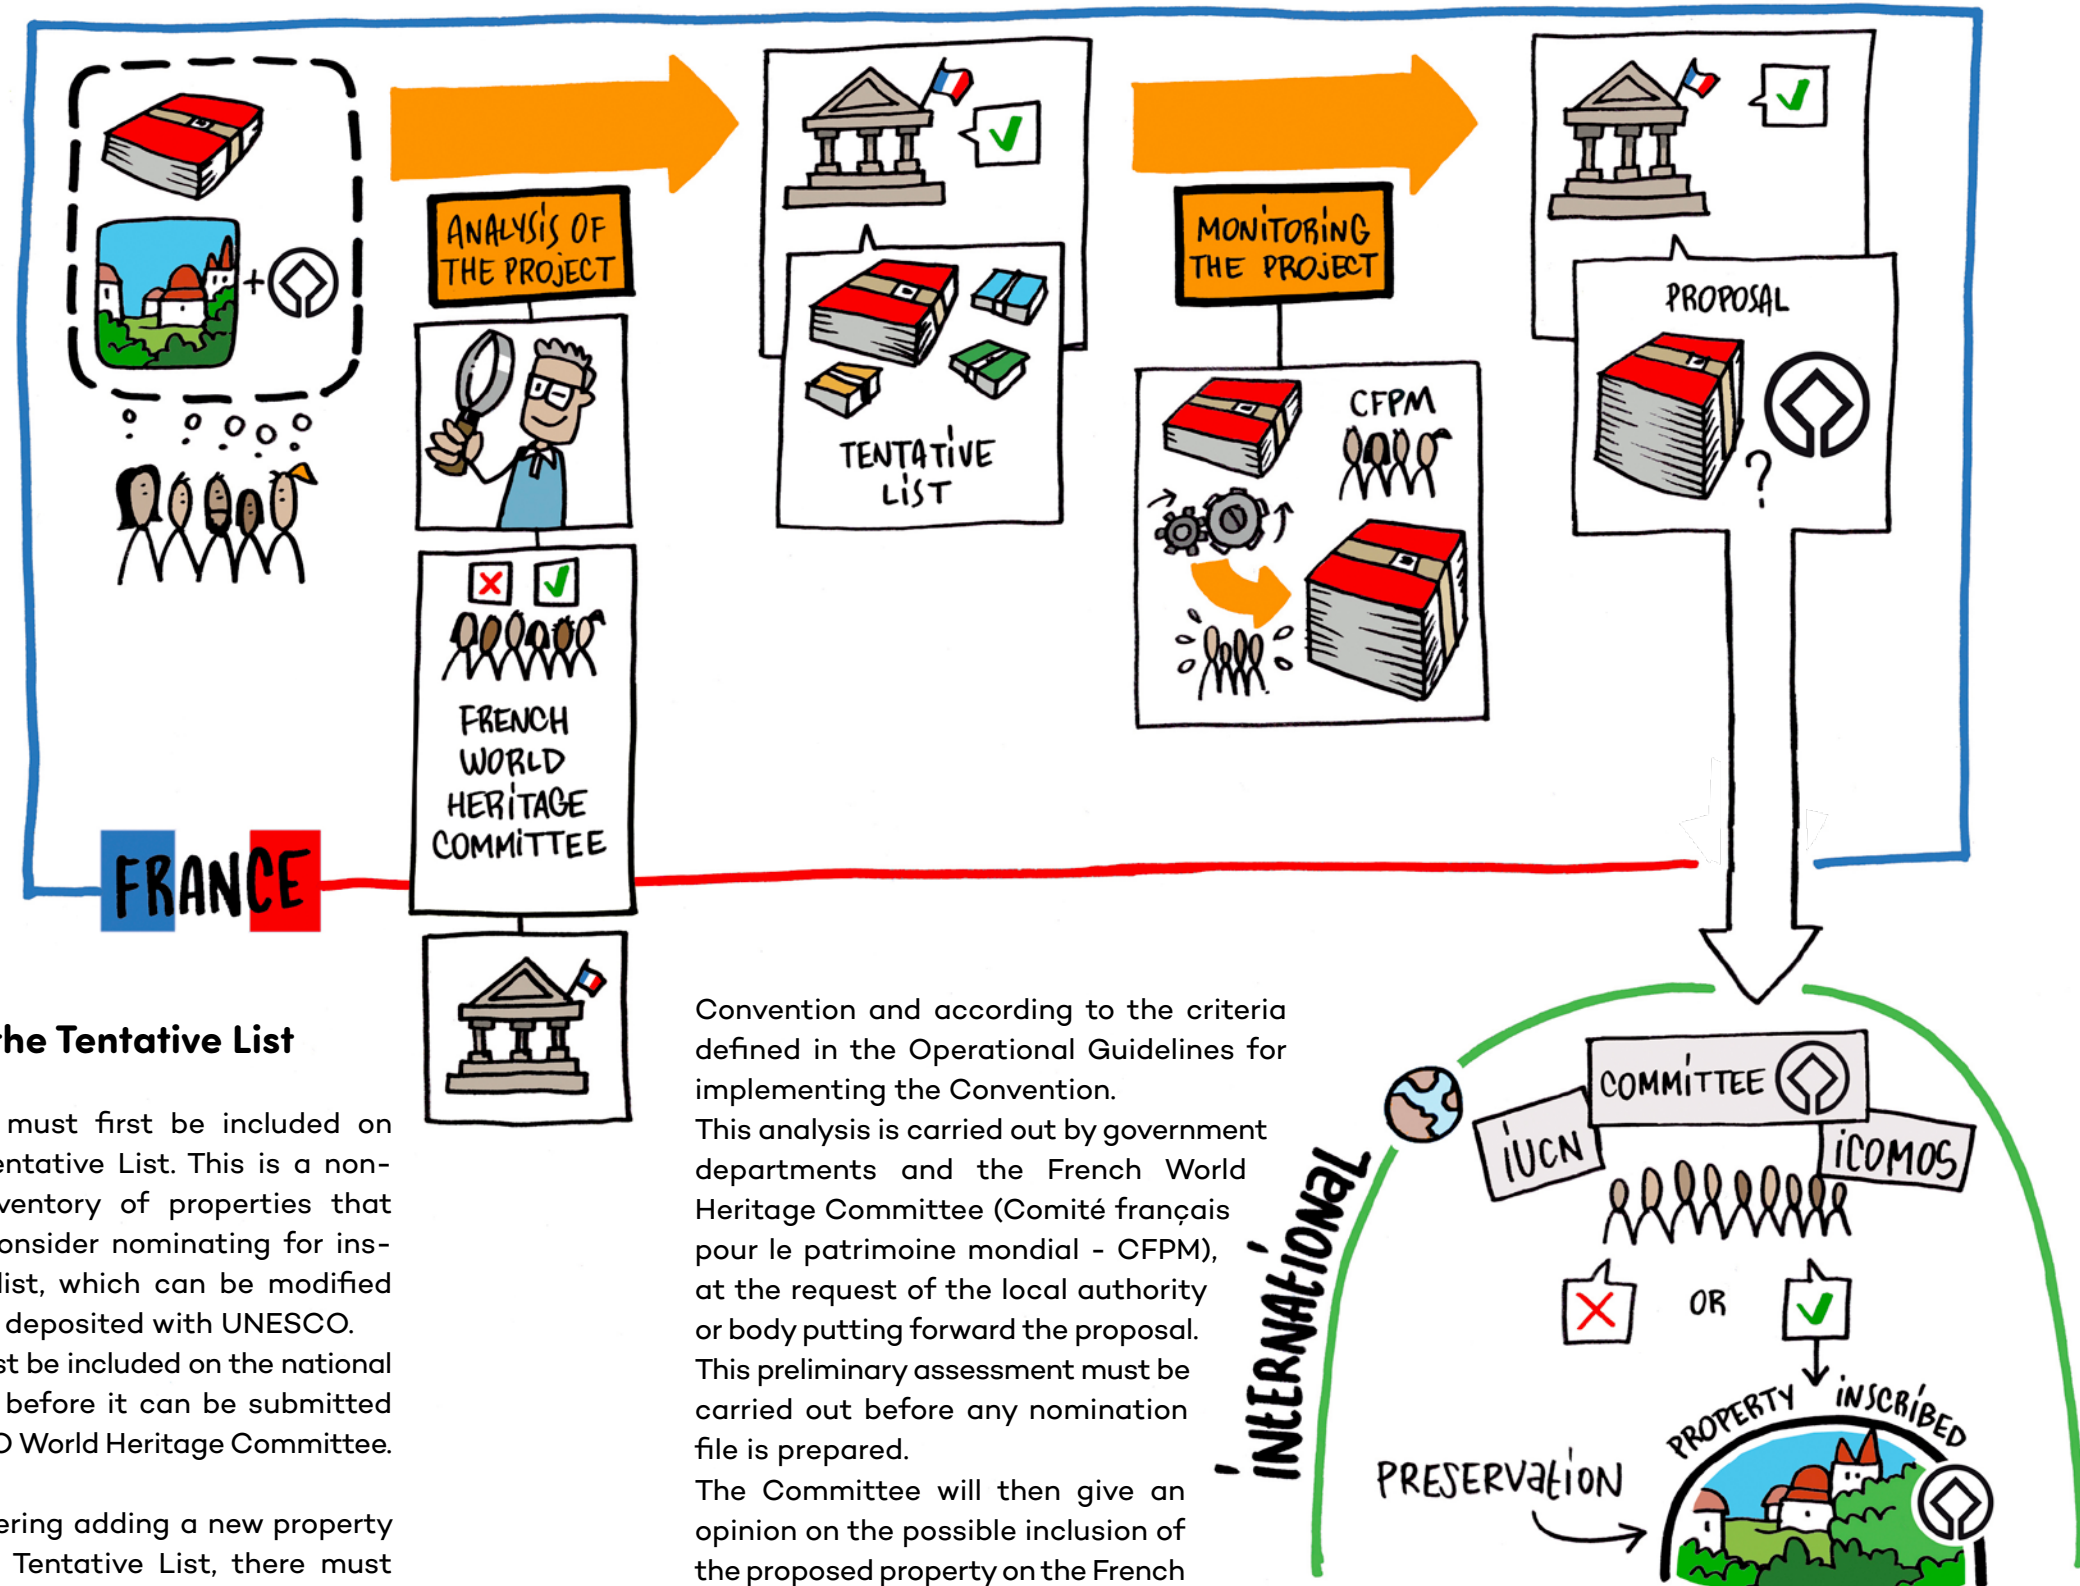 ANALYSIS OF
THE PROJECT
FRENCH
WORLD
HERITAGE
COMMITTEE
TENTATIVE
LIST
MONITORING
THE PROJECT
CFPM
PROPOSAL
?
FRANCE
the Tentative List
must first be included on
entative List. This is a non-
ventory of properties that
onsider nominating for ins-
list, which can be modified
deposited with UNESCO.
st be included on the national
before it can be submitted
O World Heritage Committee.
ering adding a new property
Tentative List, there must
Convention and according to the criteria
defined in the Operational Guidelines for
implementing the Convention.
This analysis is carried out by government
departments and the French World
Heritage Committee (Comité français
pour le patrimoine mondial - CFPM),
at the request of the local authority
or body putting forward the proposal.
This preliminary assessment must be
carried out before any nomination
file is prepared.
The Committee will then give an
opinion on the possible inclusion of
the proposed property on the French
INTERNATIONAL
COMMITTEE
IUCN
ICOMOS
OR
PROPERTY INSCRIBED
PRESERVATION